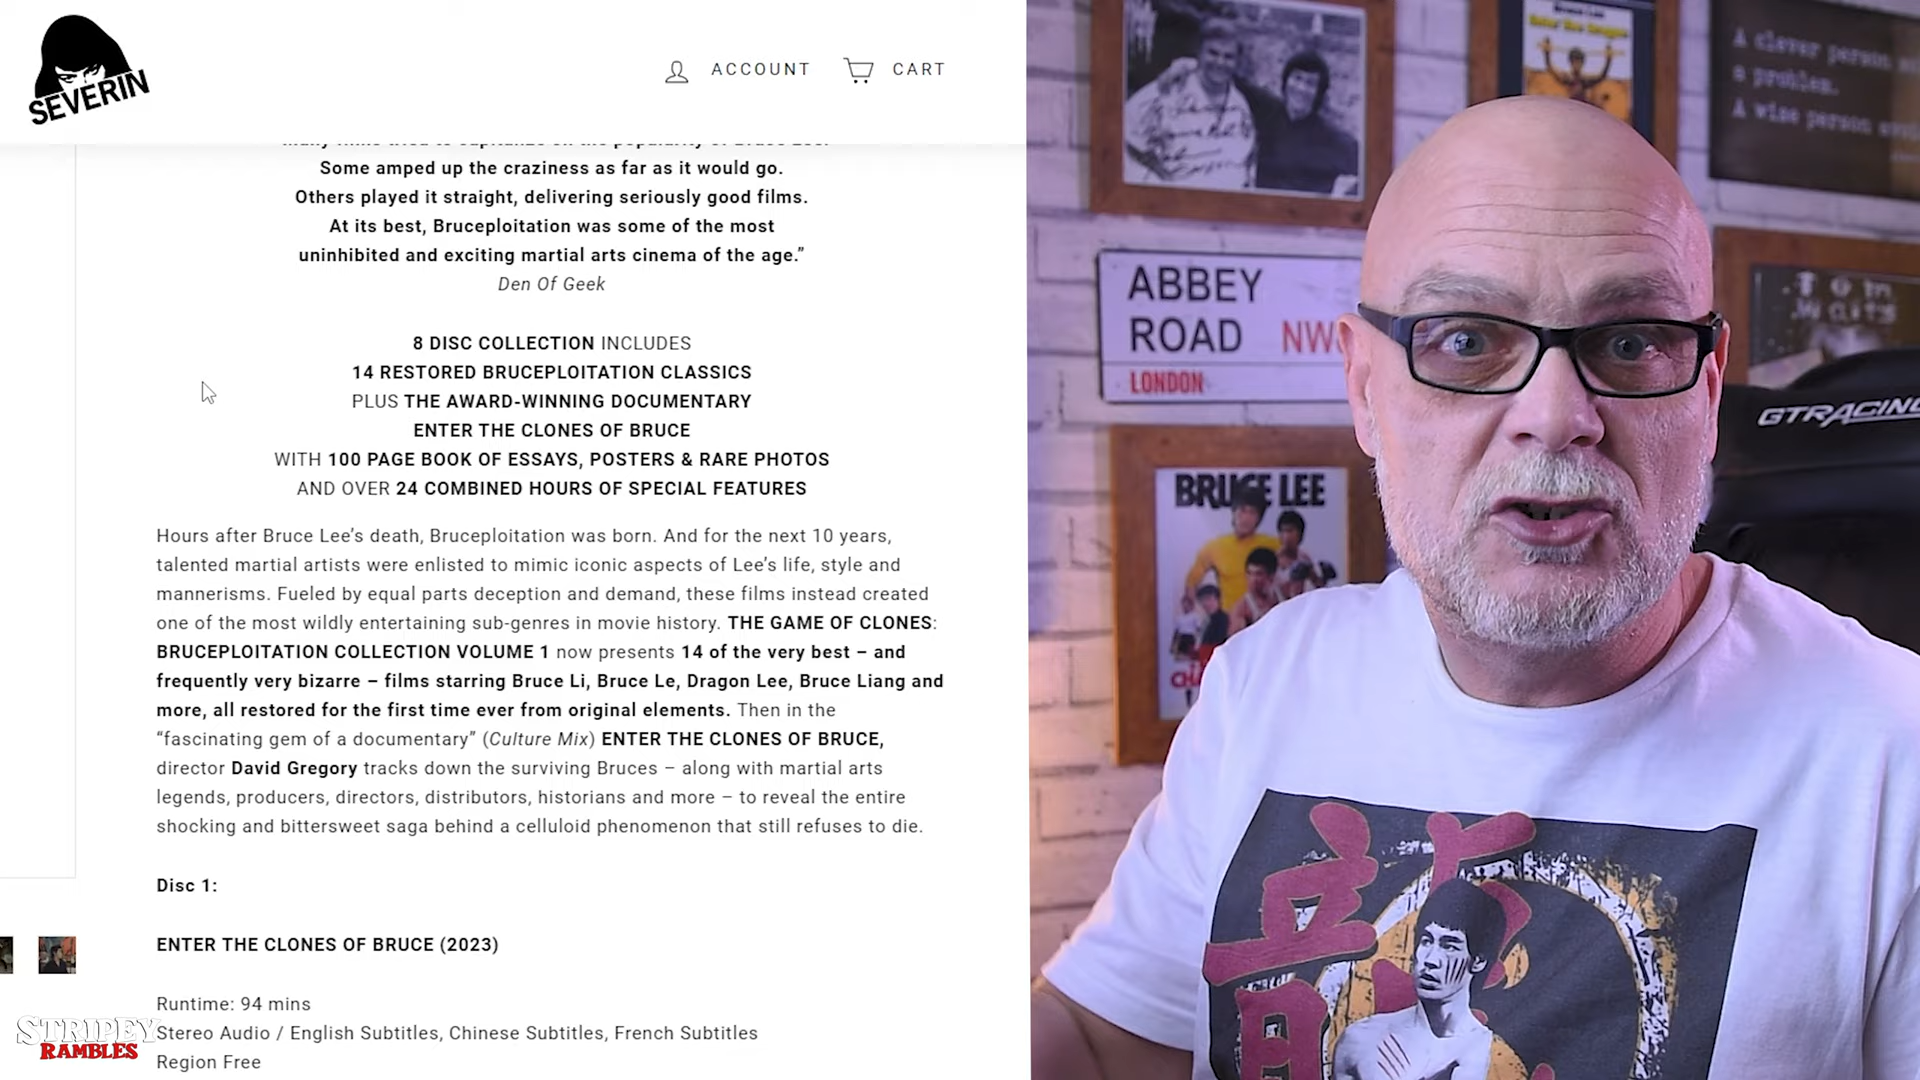 SEVERIN
ACCOUNT
CART
Some amped up the craziness as far as it would go.
Others played it straight, delivering seriously good films.
At its best, Bruceploitation was some of the most
uninhibited and exciting martial arts cinema of the age.”
Den Of Geek
8 DISC COLLECTION INCLUDES
14 RESTORED BRUCEPLOITATION CLASSICS
PLUS THE AWARD-WINNING DOCUMENTARY
ENTER THE CLONES OF BRUCE
WITH 100 PAGE BOOK OF ESSAYS, POSTERS & RARE PHOTOS
AND OVER 24 COMBINED HOURS OF SPECIAL FEATURES
Hours after Bruce Lee’s death, Bruceploitation was born. And for the next 10 years,
talented martial artists were enlisted to mimic iconic aspects of Lee’s life, style and
mannerisms. Fueled by equal parts deception and demand, these films instead created
one of the most wildly entertaining sub-genres in movie history. THE GAME OF CLONES:
BRUCEPLOITATION COLLECTION VOLUME 1 now presents 14 of the very best – and
frequently very bizarre – films starring Bruce Li, Bruce Le, Dragon Lee, Bruce Liang and
more, all restored for the first time ever from original elements. Then in the
“fascinating gem of a documentary” (Culture Mix) ENTER THE CLONES OF BRUCE,
director David Gregory tracks down the surviving Bruces – along with martial arts
legends, producers, directors, distributors, historians and more – to reveal the entire
shocking and bittersweet saga behind a celluloid phenomenon that still refuses to die.
Disc 1:
ENTER THE CLONES OF BRUCE (2023)
Runtime: 94 mins
Stereo Audio / English Subtitles, Chinese Subtitles, French Subtitles
Region Free
STRIPEY
RAMBLES
A clever person
a problem.
A wise person
ABBEY
ROAD NW
LONDON
GTRACING
BRUCE LEE